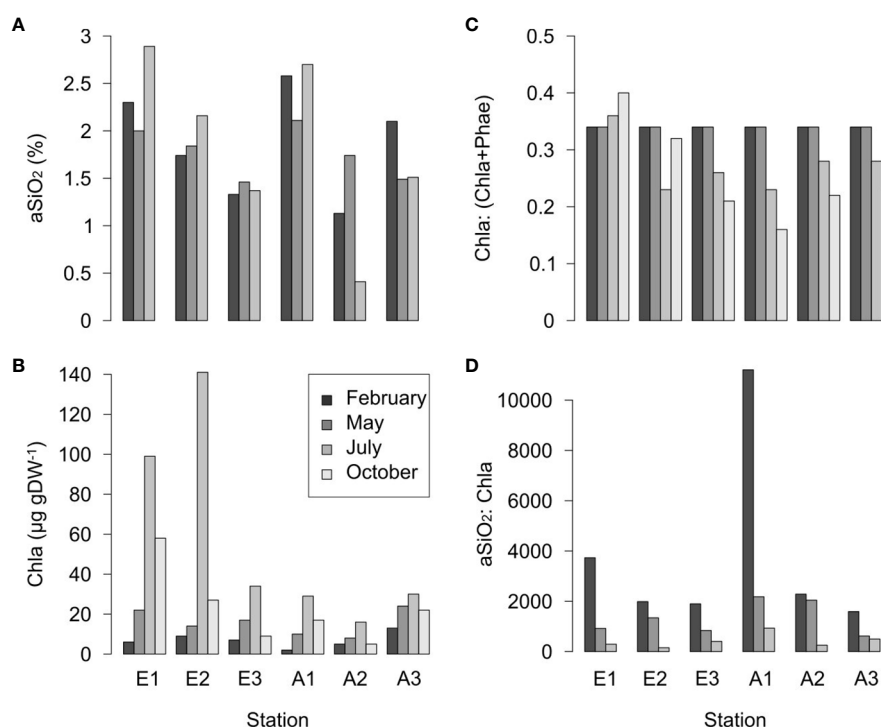 A
aSiO₂ (%)
3
2.5
2
1.5
1
0.5
0
C
Chla: (Chla+Phae)
0.5
0.4
0.3
0.2
0.1
0
B
Chla (µg gDW⁻¹)
140
120
100
80
60
40
20
0
February
May
July
October
E1 E2 E3 A1 A2 A3
Station
D
aSiO₂: Chla
10000
8000
6000
4000
2000
0
E1 E2 E3 A1 A2 A3
Station